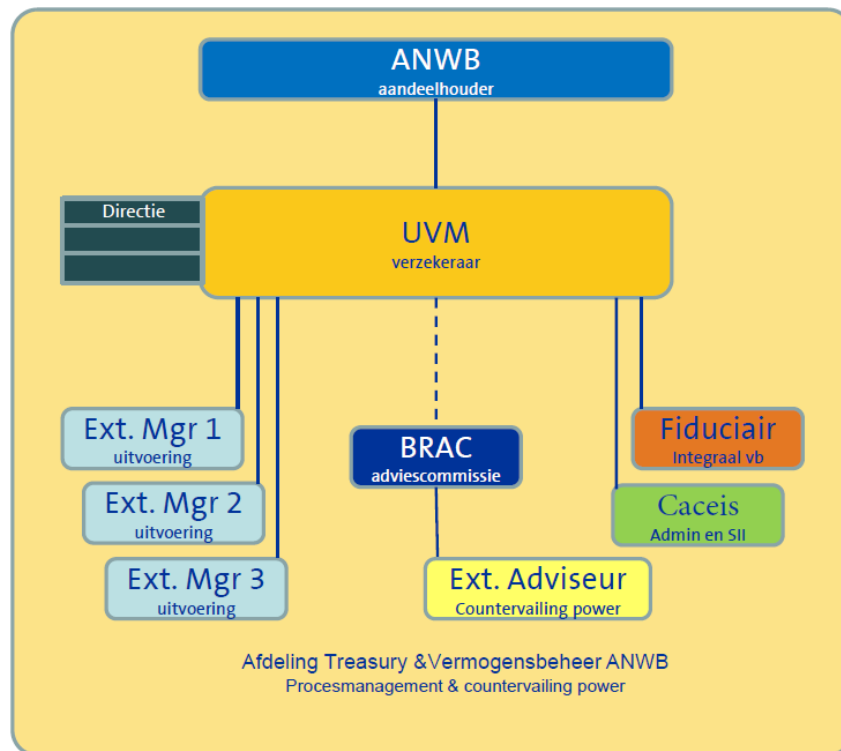 ANWB
aandeelhouder
Directie
UVM
verzekeraar
Ext. Mgr 1
uitvoering
Ext. Mgr 2
uitvoering
Ext. Mgr 3
uitvoering
BRAC
adviescommissie
Ext. Adviseur
Countervailing power
Fiduciair
Integraal vb
Caceis
Admin en SII
Afdeling Treasury &Vermogensbeheer ANWB
Procesmanagement & countervailing power